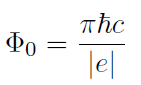 Φ₀ = πħc / |e|